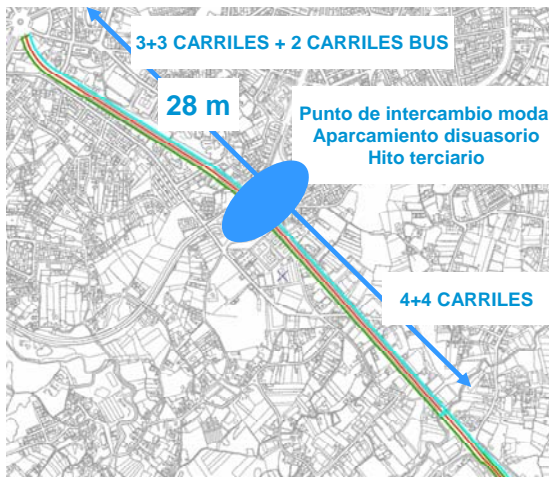 3+3 CARRILES + 2 CARRILES BUS
28 m
Punto de intercambio moda
Aparcamiento disuasorio
Hito terciario
4+4 CARRILES